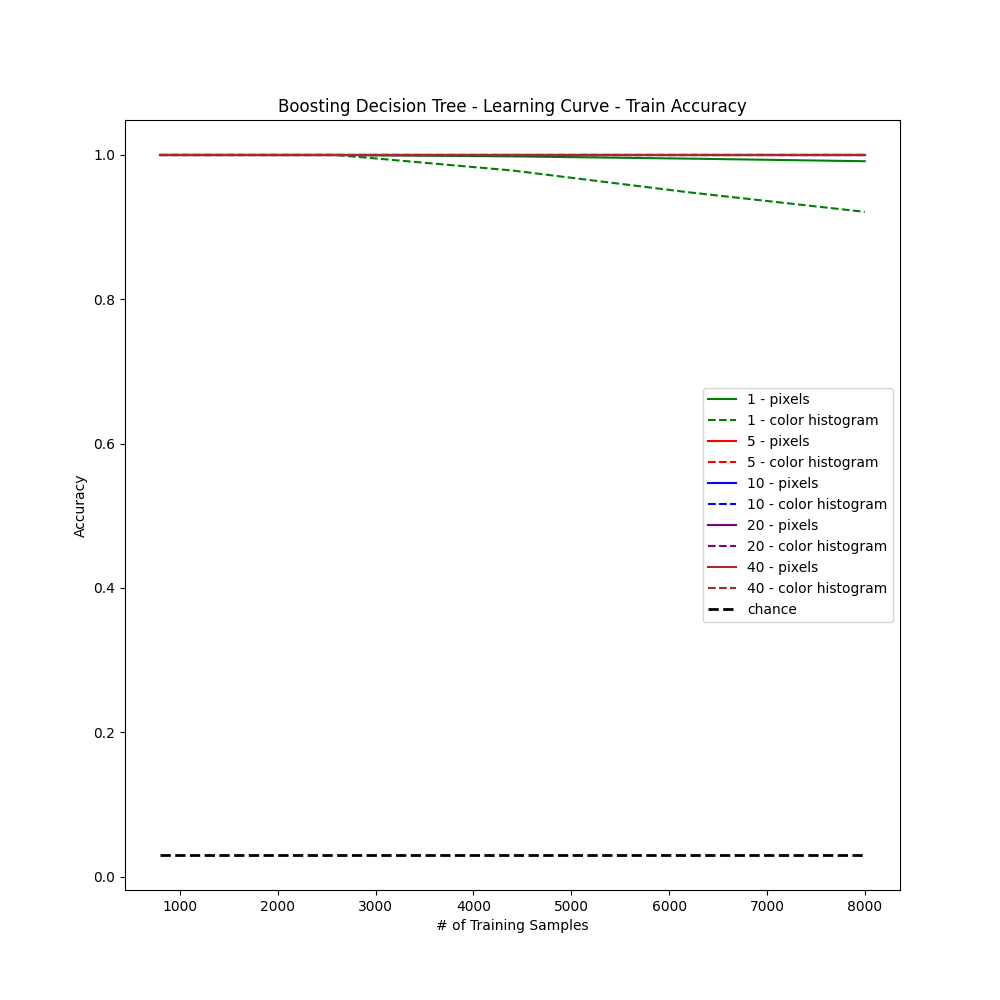 Boosting Decision Tree - Learning Curve - Train Accuracy
Accuracy
1.0
0.8
0.6
0.4
0.2
0.0
1 - pixels
1 - color histogram
5 - pixels
5 - color histogram
10 - pixels
10 - color histogram
20 - pixels
20 - color histogram
40 - pixels
40 - color histogram
chance
1000 2000 3000 4000 5000 6000 7000 8000
# of Training Samples